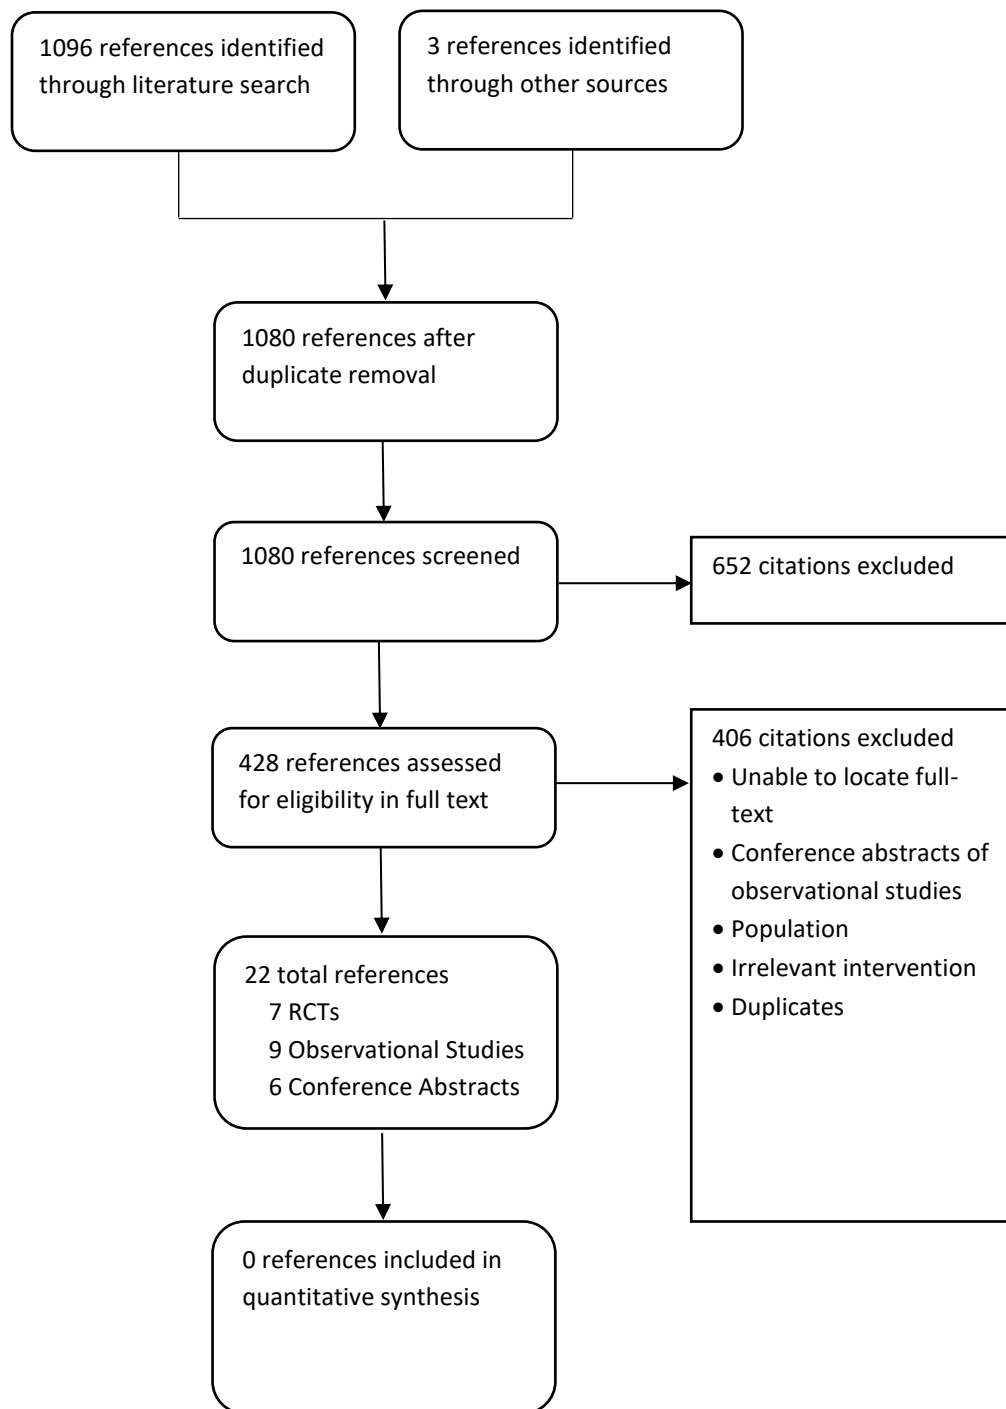 1096 references identified
through literature search
3 references identified
through other sources
1080 references after
duplicate removal
1080 references screened
652 citations excluded
428 references assessed
for eligibility in full text
406 citations excluded
• Unable to locate full-
text
• Conference abstracts of
observational studies
• Population
• Irrelevant intervention
• Duplicates
22 total references
7 RCTs
9 Observational Studies
6 Conference Abstracts
0 references included in
quantitative synthesis